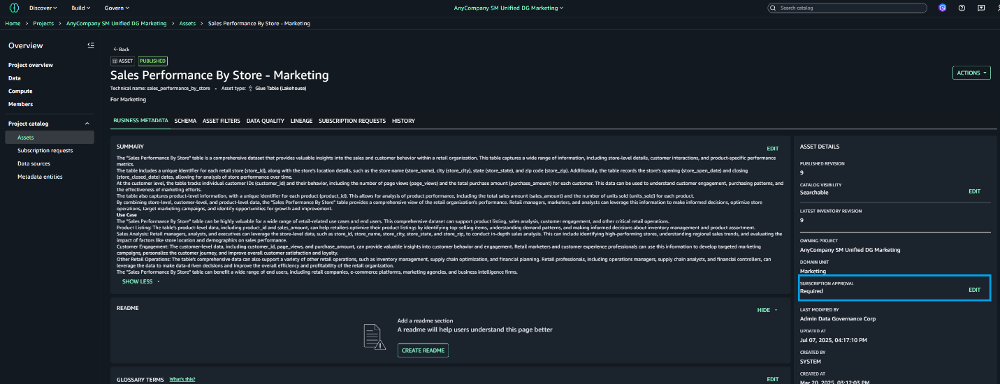 Discover
Build
Govern
AnyCompany SM Unified DG Marketing
Search catalog
Home > Projects > AnyCompany SM Unified DG Marketing > Assets > Sales Performance By Store - Marketing
Overview
Project overview
Data
Compute
Members
Project catalog
Assets
Subscription requests
Data sources
Metadata entities
Back
ASSET
PUBLISHED
Sales Performance By Store - Marketing
ACTIONS
Technical name: sales_performance_by_store • Asset type: Glue Table (Lakehouse)
For Marketing
BUSINESS METADATA
SCHEMA
ASSET FILTERS
DATA QUALITY
LINEAGE
SUBSCRIPTION REQUESTS
HISTORY
SUMMARY
EDIT
The "Sales Performance By Store" table is a comprehensive dataset that provides valuable insights into the sales and customer behavior within a retail organization. This table captures a wide range of information, including store-level details, customer interactions, and product-specific performance
metrics.
The table includes a unique identifier for each retail store (store_id), along with the store's location details, such as the store name (store_name), city (store_city), state (store_state), and zip code (store_zip). Additionally, the table records the store's opening (store_open_date) and closing
(store_closed_date) dates, allowing for analysis of store performance over time.
At the customer level, the table tracks individual customer IDs (customer_id) and their behavior, including the number of page views (page_views) and the total purchase amount (purchase_amount) for each customer. This data can be used to understand customer engagement, purchasing patterns, and
the effectiveness of marketing efforts.
The table also captures product-level information, with a unique identifier for each product (product_id). This allows for analysis of product performance, including the total sales amount (sales_amount) and the number of units sold (units_sold) for each product.
By combining store-level, customer-level, and product-level data, the "Sales Performance By Store" table provides a comprehensive view of the retail organization's performance. Retail managers, marketers, and analysts can leverage this information to make informed decisions, optimize store
operations, target marketing campaigns, and identify opportunities for growth and improvement.
Use Case
The "Sales Performance By Store" table can be highly valuable for a wide range of retail-related use cases and end users. This comprehensive dataset can support product listing, sales analysis, customer engagement, and other critical retail operations.
Product Listing: The table's product-level data, including product_id and sales_amount, can help retailers optimize their product listings by identifying top-selling items, understanding demand patterns, and making informed decisions about inventory management and product assortment.
Sales Analysis: Retail managers, analysts, and executives can leverage the store-level data, such as store_id, store_name, store_city, store_state, and store_zip, to conduct in-depth sales analysis. This can include identifying high-performing stores, understanding regional sales trends, and evaluating the
impact of factors like store location and demographics on sales performance.
Customer Engagement: The customer-level data, including customer_id, page_views, and purchase_amount, can provide valuable insights into customer behavior and engagement. Retail marketers and customer experience professionals can use this information to develop targeted marketing
campaigns, personalize the customer journey, and improve overall customer satisfaction and loyalty.
Other Retail Operations: The table's comprehensive data can also support a variety of other retail operations, such as inventory management, supply chain optimization, and financial planning. Retail professionals, including operations managers, supply chain analysts, and financial controllers, can
leverage the data to make data-driven decisions and improve the overall efficiency and profitability of the retail organization.
The "Sales Performance By Store" table can benefit a wide range of end users, including retail companies, e-commerce platforms, marketing agencies, and business intelligence firms.
SHOW LESS
README
HIDE
Add a readme section
A readme will help users understand this page better
CREATE README
GLOSSARY TERMS
What's this?
EDIT
ASSET DETAILS
PUBLISHED REVISION
9
CATALOG VISIBILITY
Searchable
EDIT
LATEST INVENTORY REVISION
9
OWNING PROJECT
AnyCompany SM Unified DG Marketing
DOMAIN UNIT
Marketing
SUBSCRIPTION APPROVAL
Required
EDIT
LAST MODIFIED BY
Admin Data Governance Corp
UPDATED AT
Jul 07, 2025, 04:17:10 PM
CREATED BY
SYSTEM
CREATED AT
Mar 20, 2025, 03:12:03 PM